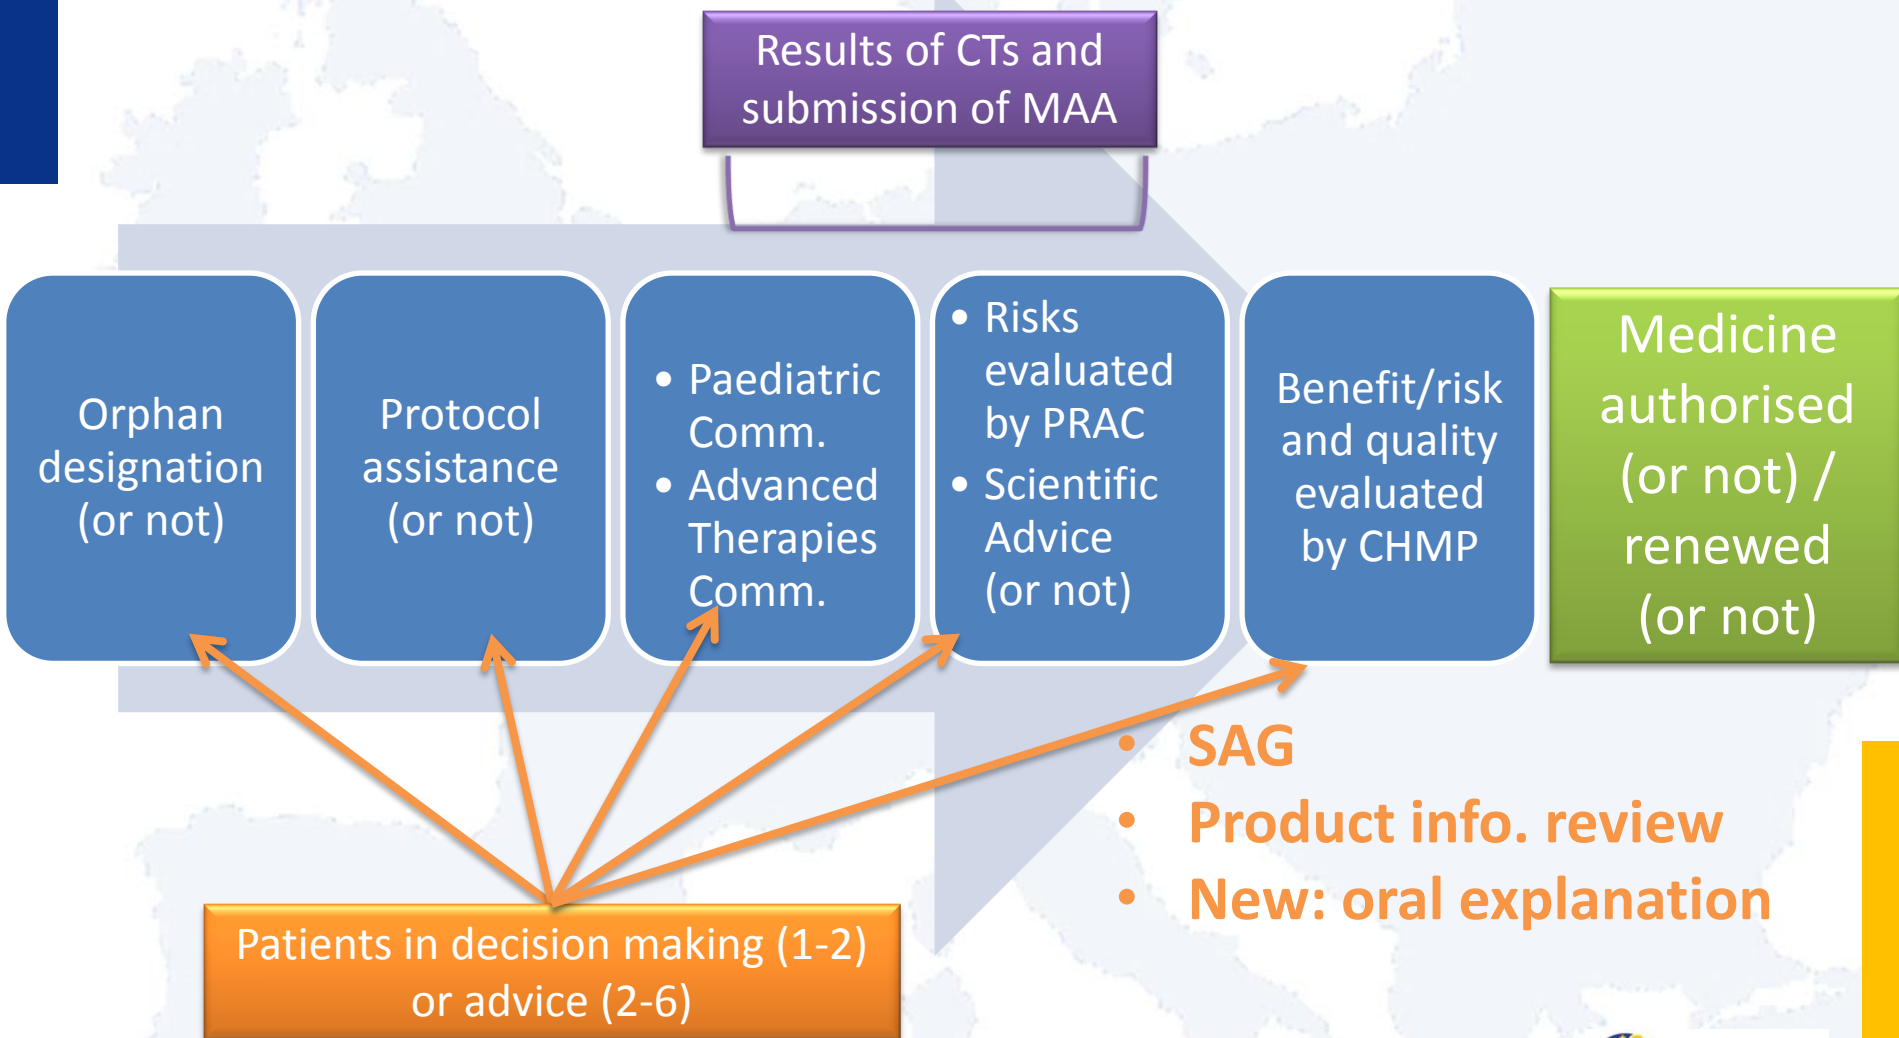 Results of CTs and
submission of MAA
Orphan
designation
(or not)
Protocol
assistance
(or not)
• Paediatric
Comm.
• Advanced
Therapies
Comm.
• Risks
evaluated
by PRAC
• Scientific
Advice
(or not)
Benefit/risk
and quality
evaluated
by CHMP
Medicine
authorised
(or not) /
renewed
(or not)
• SAG
• Product info. review
• New: oral explanation
Patients in decision making (1-2)
or advice (2-6)